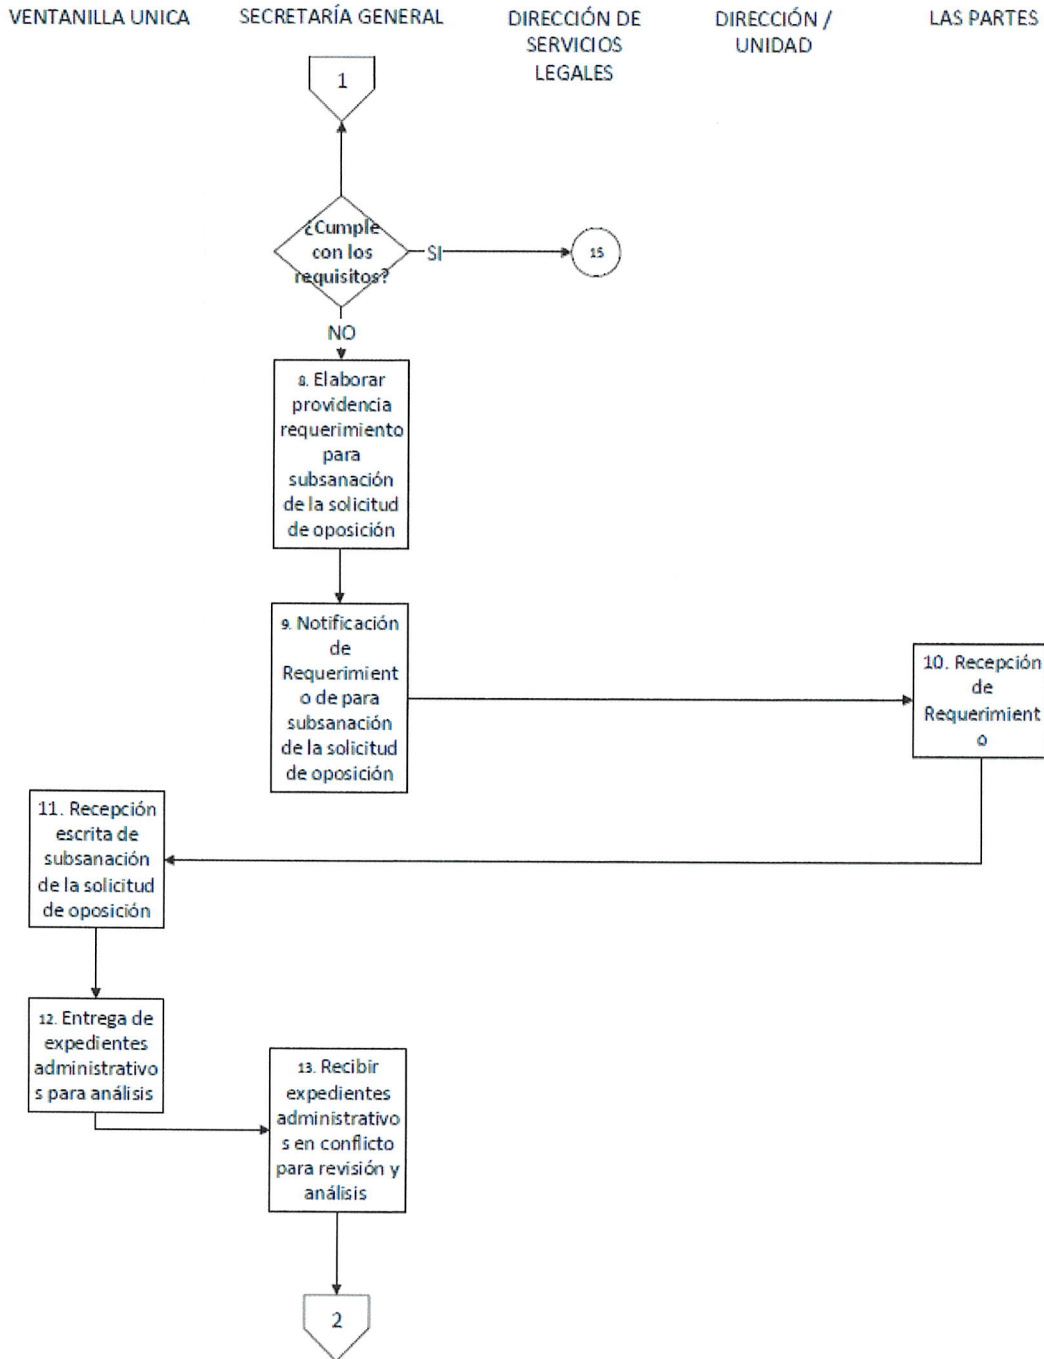 VENTANILLA UNICA
SECRETARÍA GENERAL
DIRECCIÓN DE
SERVICIOS
LEGALES
DIRECCIÓN /
UNIDAD
LAS PARTES
1
¿Cumple
con los
requisitos?
SI
15
NO
8. Elaborar
providencia
requerimiento
para
subsanación
de la solicitud
de oposición
9. Notificación
de
Requerimient
o de para
subsanación
de la solicitud
de oposición
10. Recepción
de
Requerimient
o
11. Recepción
escrita de
subsanación
de la solicitud
de oposición
12. Entrega de
expedientes
administrativo
s para análisis
13. Recibir
expedientes
administrativo
s en conflicto
para revisión y
análisis
2